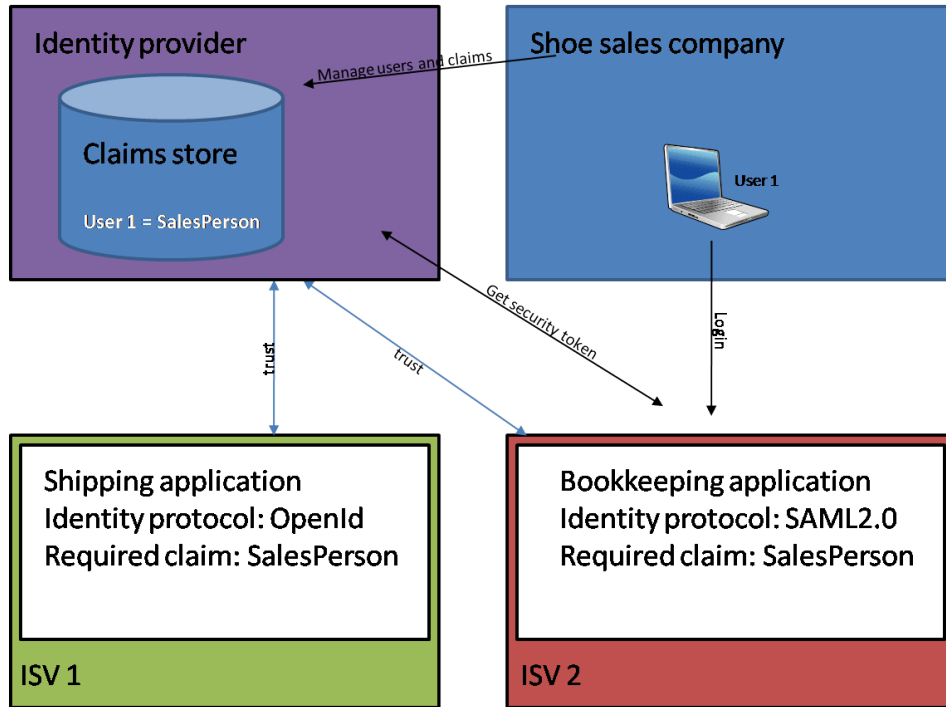 Identity provider
Shoe sales company
Manage users and claims
Claims store
User 1
User 1 = SalesPerson
Get security token
Login
trust
trust
Shipping application
Identity protocol: OpenId
Required claim: SalesPerson
Bookkeeping application
Identity protocol: SAML2.0
Required claim: SalesPerson
ISV 1
ISV 2